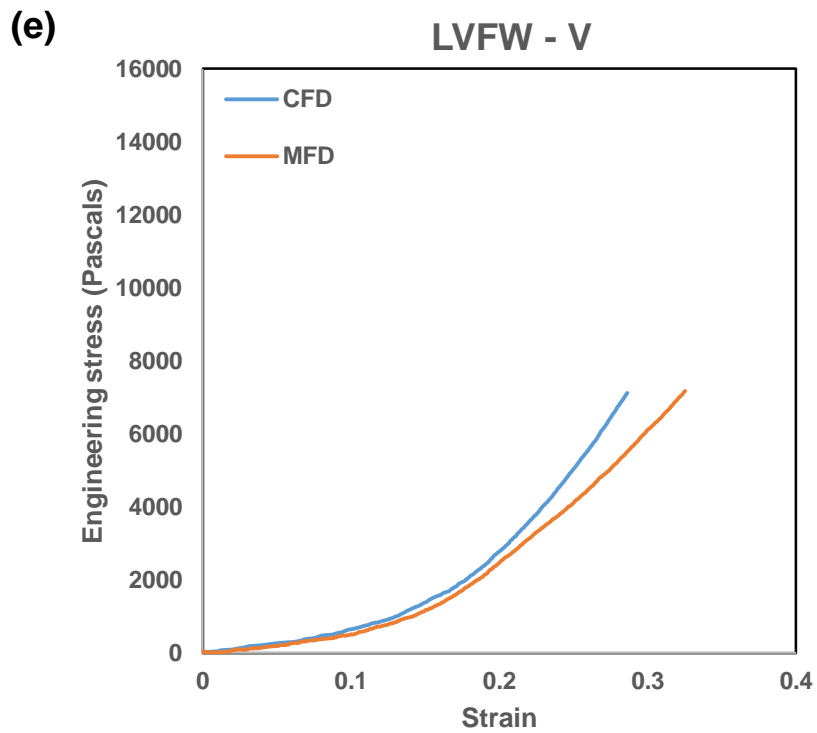 (e)
LVFW - V
16000
14000
12000
10000
8000
6000
4000
2000
0
Engineering stress (Pascals)
CFD
MFD
0 0.1 0.2 0.3 0.4
Strain